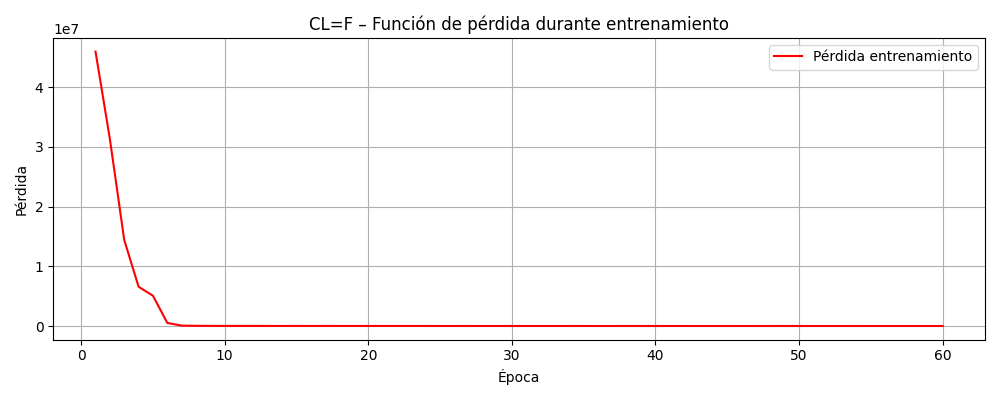 CL=F – Función de pérdida durante entrenamiento
1e7
Pérdida entrenamiento
4
3
2
1
0
Pérdida
0 10 20 30 40 50 60
Época